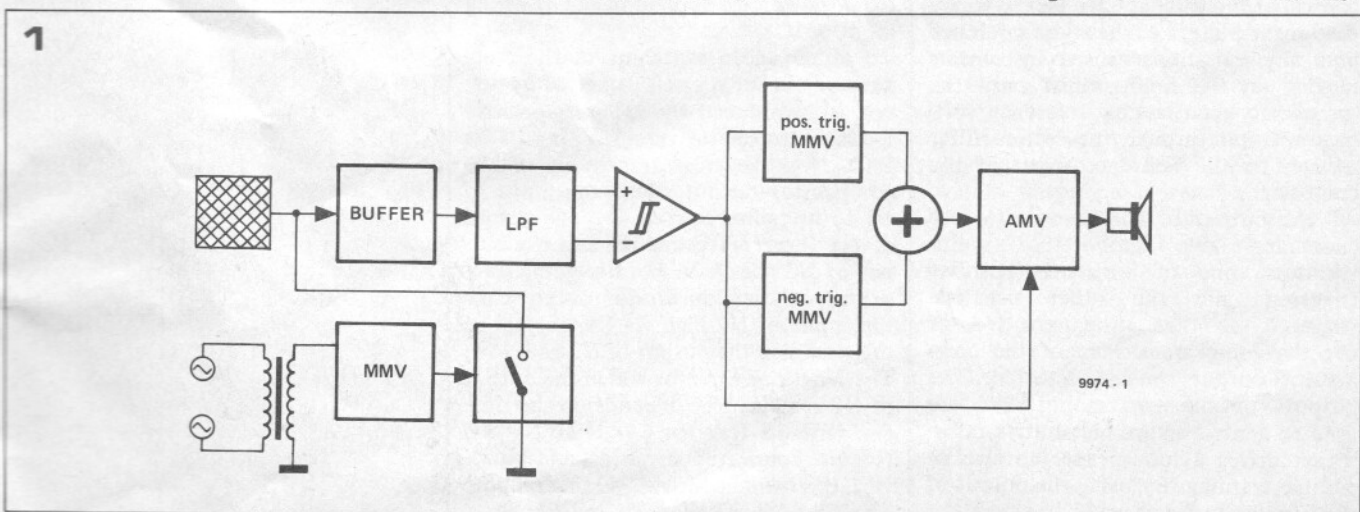 1
BUFFER
LPF
+
−
pos. trig.
MMV
neg. trig.
MMV
+
AMV
MMV
9974 - 1